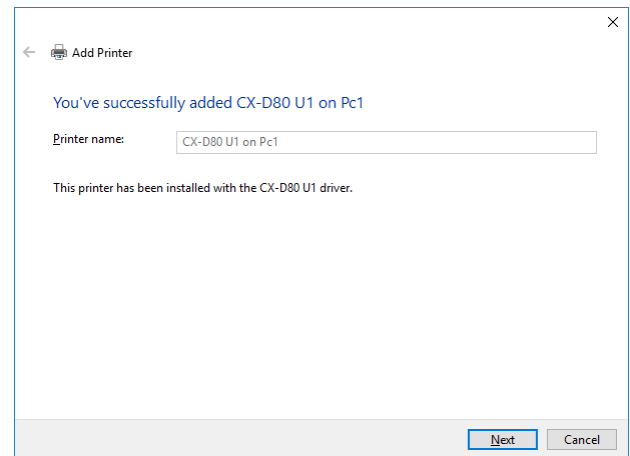 Add Printer
You've successfully added CX-D80 U1 on Pc1
Printer name:
CX-D80 U1 on Pc1
This printer has been installed with the CX-D80 U1 driver.
Next
Cancel